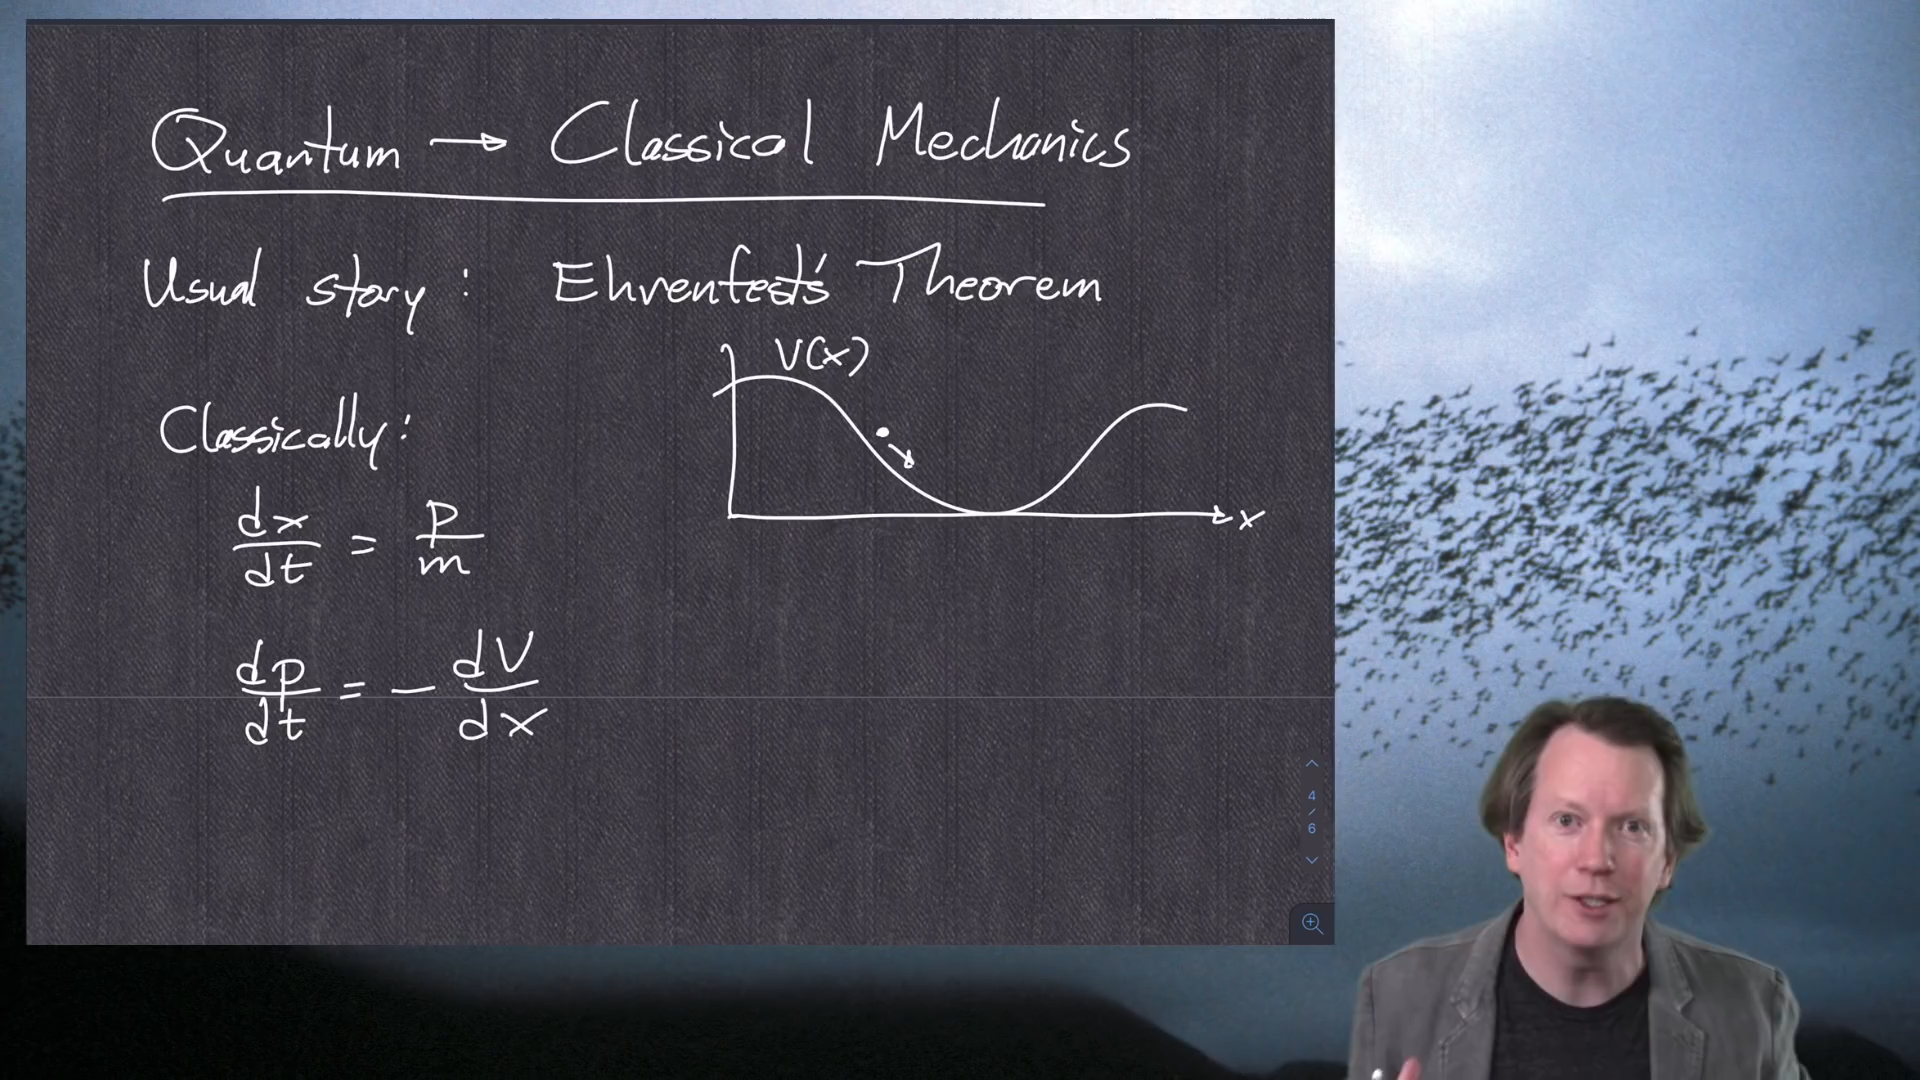 Quantum → Classical Mechanics
Usual story: Ehrenfest's Theorem
V(x)
x
Classically:
dx/dt = p/m
dp/dt = - dV/dx
4
/
6